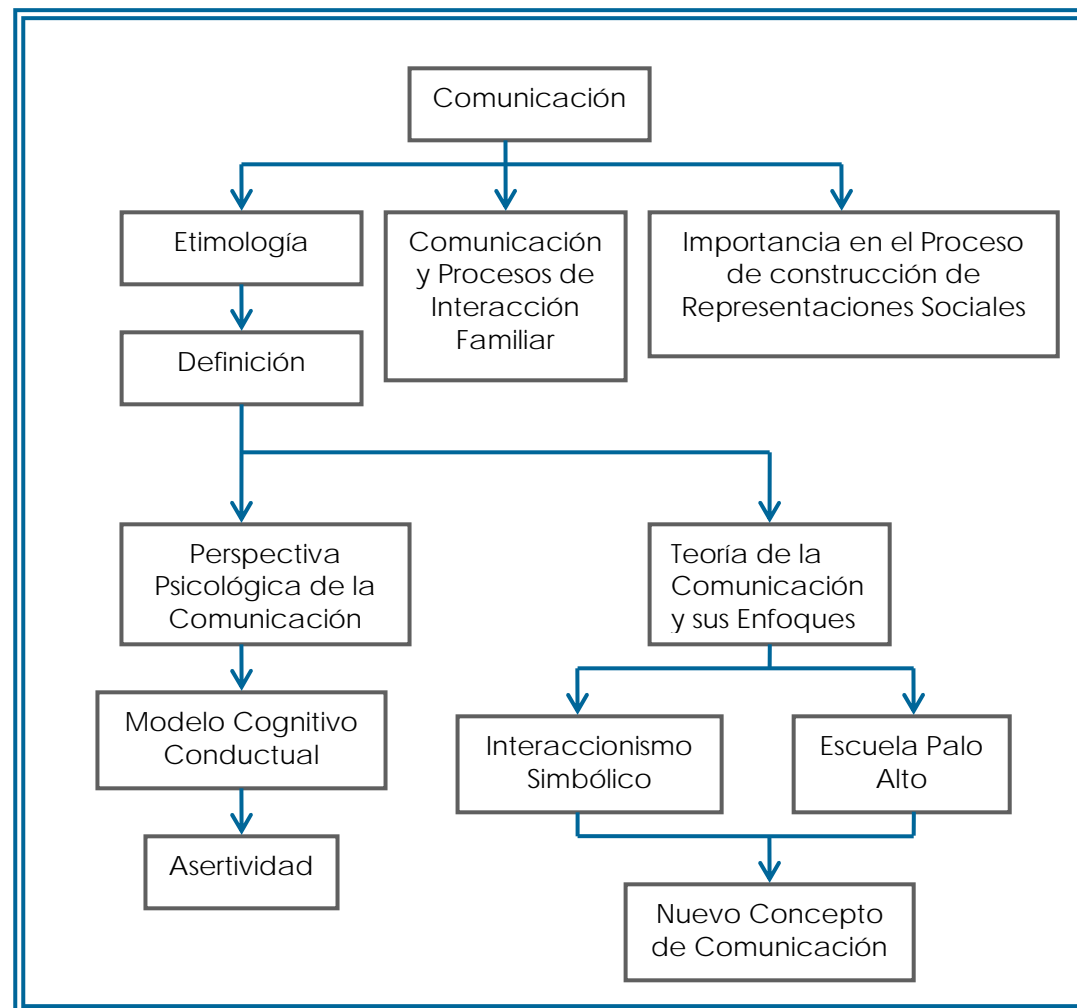 Comunicación
Etimología
Comunicación
y Procesos de
Interacción
Familiar
Importancia en el Proceso
de construcción de
Representaciones Sociales
Definición
Perspectiva
Psicológica de la
Comunicación
Teoría de la
Comunicación
y sus Enfoques
Modelo Cognitivo
Conductual
Interaccionismo
Simbólico
Escuela Palo
Alto
Asertividad
Nuevo Concepto
de Comunicación